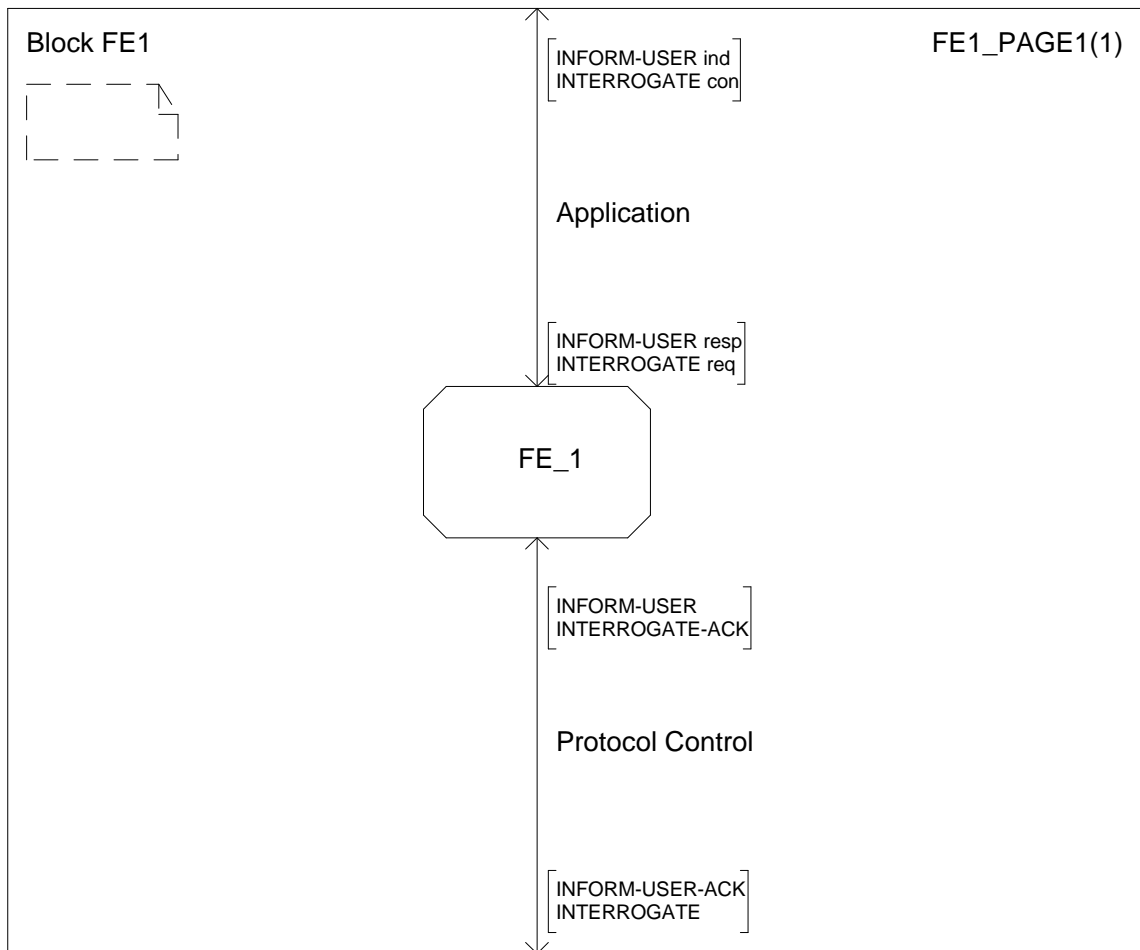 Block FE1
FE1_PAGE1(1)
INFORM-USER ind
INTERROGATE con
Application
INFORM-USER resp
INTERROGATE req
FE_1
INFORM-USER
INTERROGATE-ACK
Protocol Control
INFORM-USER-ACK
INTERROGATE